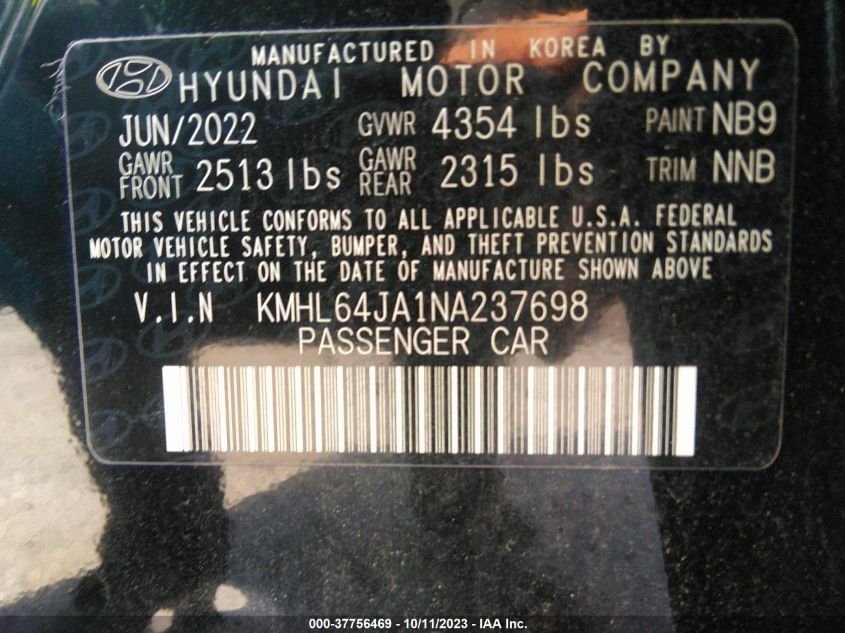 MANUFACTURED IN KOREA BY
HYUNDAI MOTOR COMPANY
JUN/2022 GVWR 4354 lbs PAINT NB9
GAWR FRONT 2513 lbs GAWR REAR 2315 lbs TRIM NNB
THIS VEHICLE CONFORMS TO ALL APPLICABLE U.S.A. FEDERAL
MOTOR VEHICLE SAFETY, BUMPER, AND THEFT PREVENTION STANDARDS
IN EFFECT ON THE DATE OF MANUFACTURE SHOWN ABOVE
V.I.N KMHL64JA1NA237698
PASSENGER CAR
000-37756469 - 10/11/2023 - IAA Inc.